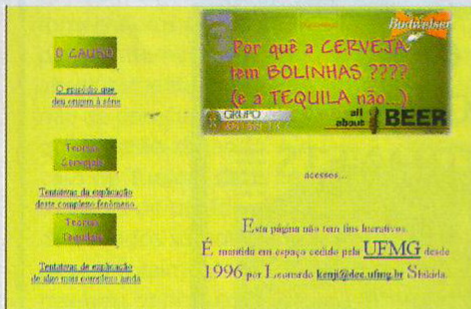 O CAUSO
O episódio que
deu origem à série
Teorias
Cervejais
Tentativas de explicação
deste complexo fenômeno
Teorias
Tequilais
Tentativas de explicação
de algo mais complexo ainda
Budweiser
Por quê a CERVEJA
tem BOLINHAS ????
(e a TEQUILA não...)
GRUPO
all
about BEER
acessos...
Esta página não tem fins lucrativos.
É mantida em espaço cedido pela UFMG desde
1996 por Leonardo kenji@dcc.ufmg.br Shikida.